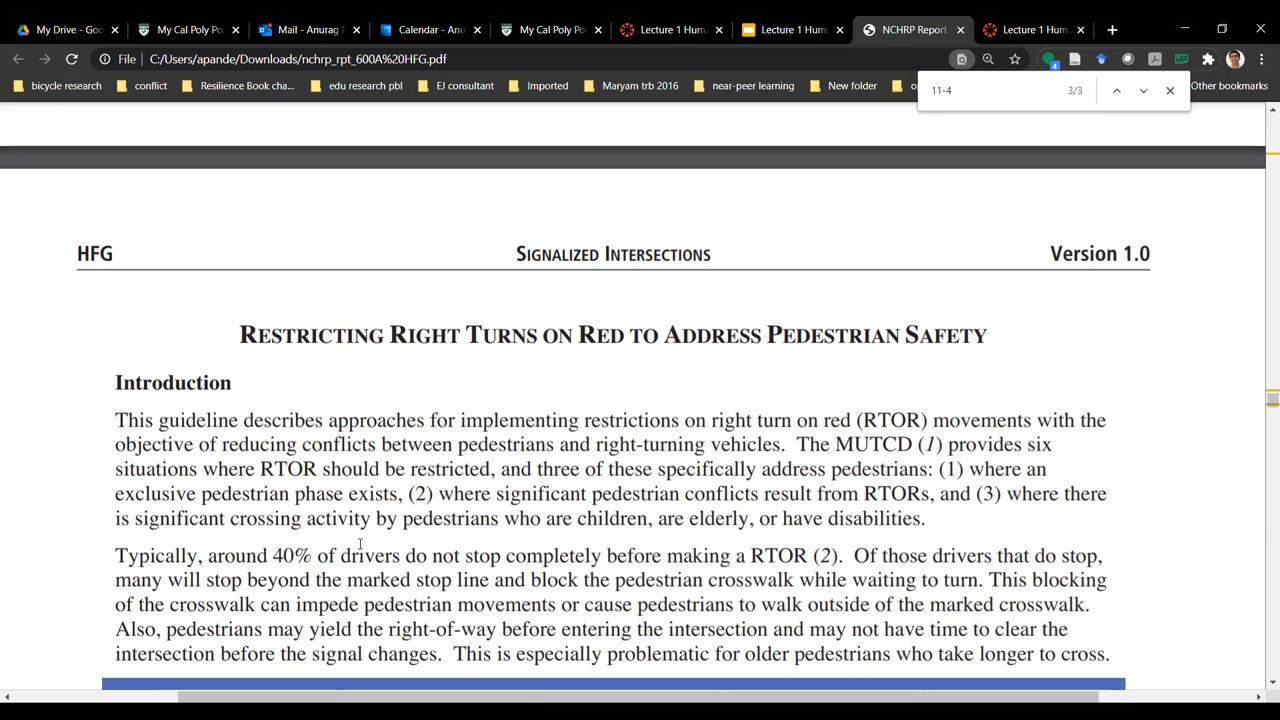 My Drive - Goo
My Cal Poly Po
Mail - Anurag
Calendar - Anu
My Cal Poly Po
Lecture 1 Huma
Lecture 1 Huma
NCHRP Report
Lecture 1 Huma
File
C:/Users/apande/Downloads/nchrp_rpt_600A%20HFG.pdf
4
bicycle research
conflict
Resilience Book cha...
edu research pbl
EJ consultant
Imported
Maryam trb 2016
near-peer learning
New folder
Other bookmarks
11-4
3/3
HFG
SIGNALIZED INTERSECTIONS
Version 1.0
RESTRICTING RIGHT TURNS ON RED TO ADDRESS PEDESTRIAN SAFETY
Introduction
This guideline describes approaches for implementing restrictions on right turn on red (RTOR) movements with the
objective of reducing conflicts between pedestrians and right-turning vehicles. The MUTCD (1) provides six
situations where RTOR should be restricted, and three of these specifically address pedestrians: (1) where an
exclusive pedestrian phase exists, (2) where significant pedestrian conflicts result from RTORs, and (3) where there
is significant crossing activity by pedestrians who are children, are elderly, or have disabilities.
Typically, around 40% of drivers do not stop completely before making a RTOR (2). Of those drivers that do stop,
many will stop beyond the marked stop line and block the pedestrian crosswalk while waiting to turn. This blocking
of the crosswalk can impede pedestrian movements or cause pedestrians to walk outside of the marked crosswalk.
Also, pedestrians may yield the right-of-way before entering the intersection and may not have time to clear the
intersection before the signal changes. This is especially problematic for older pedestrians who take longer to cross.